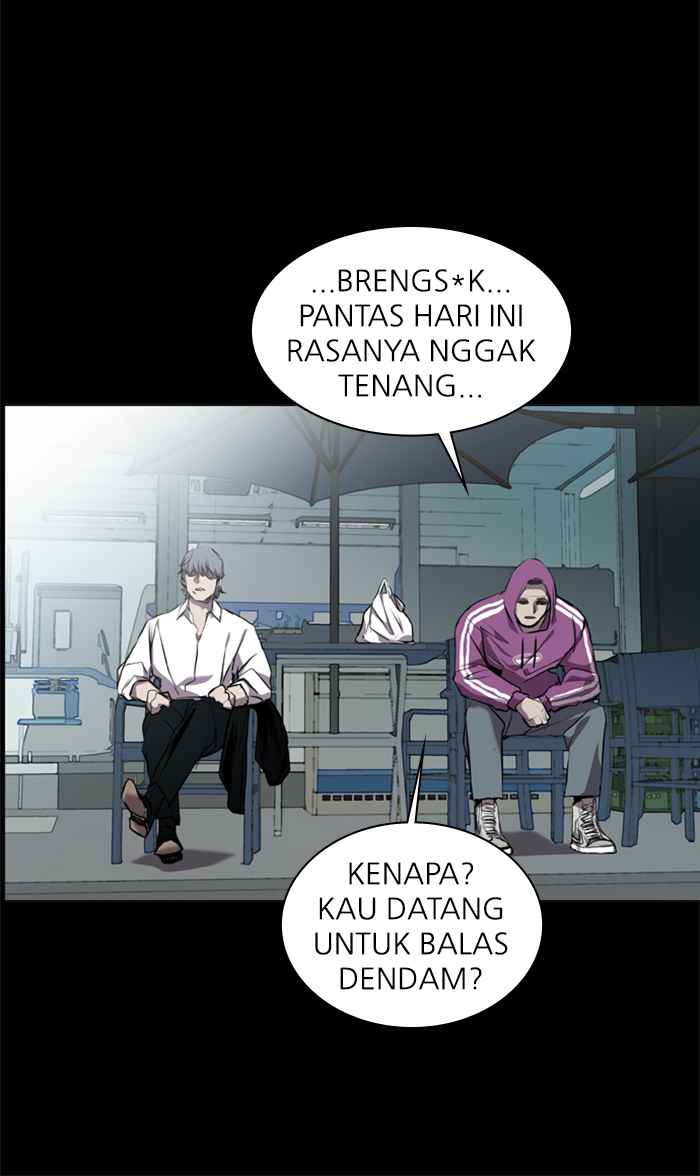 ...BRENGS*K...
PANTAS HARI INI
RASANYA NGGAK
TENANG...
KENAPA?
KAU DATANG
UNTUK BALAS
DENDAM?